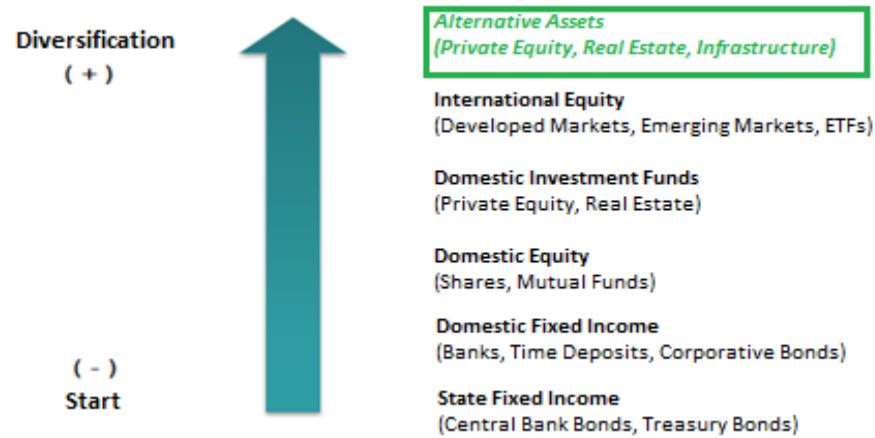 Diversification
( + )
Alternative Assets
(Private Equity, Real Estate, Infrastructure)
International Equity
(Developed Markets, Emerging Markets, ETFs)
Domestic Investment Funds
(Private Equity, Real Estate)
Domestic Equity
(Shares, Mutual Funds)
Domestic Fixed Income
(Banks, Time Deposits, Corporative Bonds)
( - )
Start
State Fixed Income
(Central Bank Bonds, Treasury Bonds)